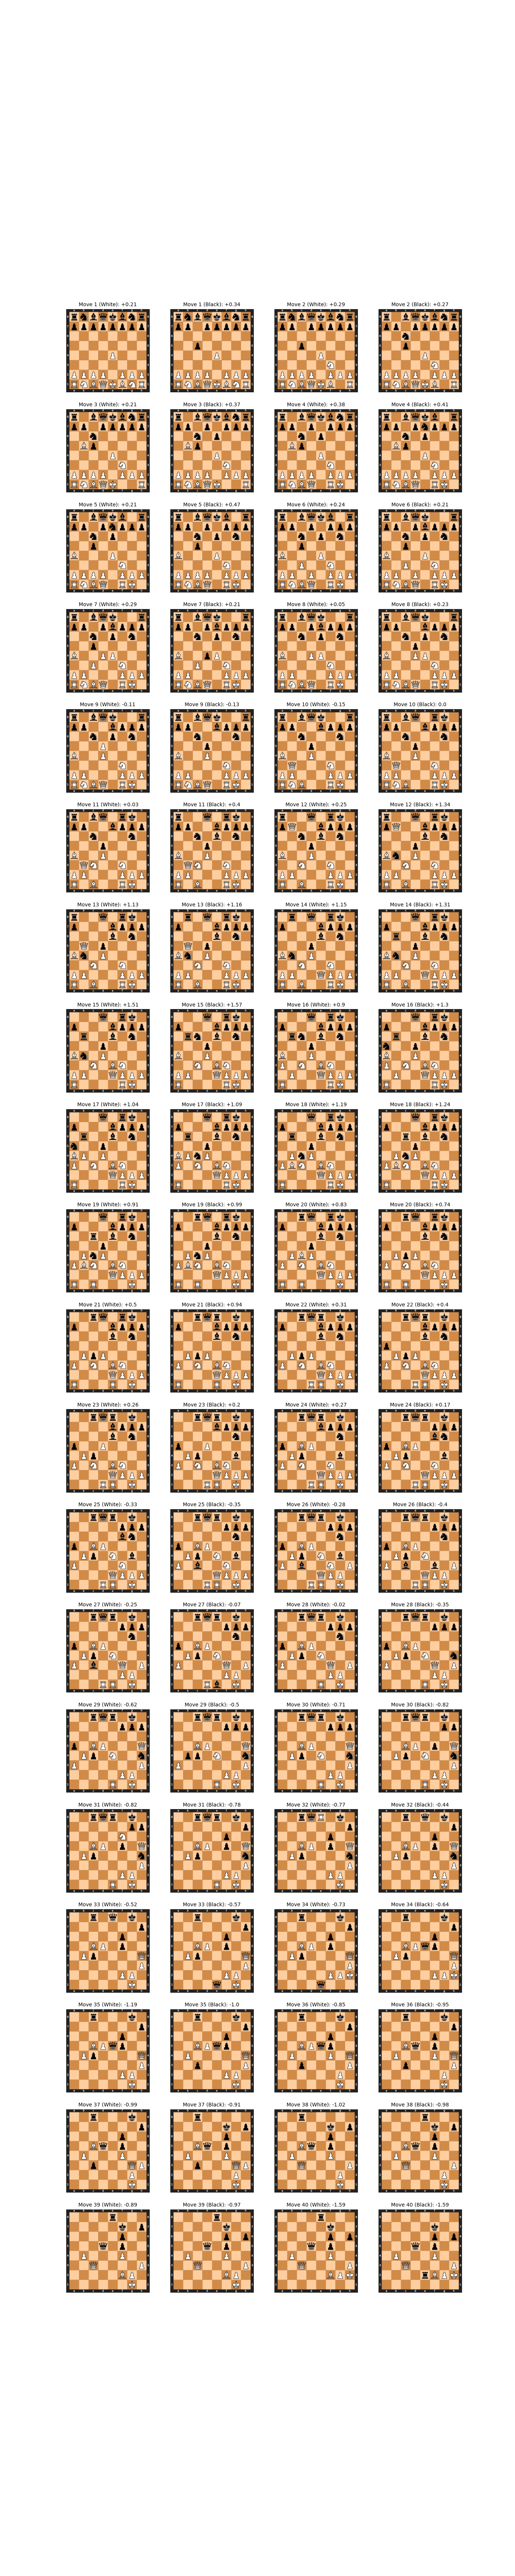 Move 1 (White): +0.21 Move 1 (Black): +0.34 Move 2 (White): +0.29 Move 2 (Black): +0.27
Move 3 (White): +0.21 Move 3 (Black): +0.37 Move 4 (White): +0.38 Move 4 (Black): +0.41
Move 5 (White): +0.21 Move 5 (Black): +0.47 Move 6 (White): +0.24 Move 6 (Black): +0.21
Move 7 (White): +0.29 Move 7 (Black): +0.21 Move 8 (White): +0.05 Move 8 (Black): +0.23
Move 9 (White): -0.11 Move 9 (Black): -0.13 Move 10 (White): -0.15 Move 10 (Black): 0.0
Move 11 (White): +0.03 Move 11 (Black): +0.4 Move 12 (White): +0.25 Move 12 (Black): +1.34
Move 13 (White): +1.13 Move 13 (Black): +1.16 Move 14 (White): +1.15 Move 14 (Black): +1.31
Move 15 (White): +1.51 Move 15 (Black): +1.57 Move 16 (White): +0.9 Move 16 (Black): +1.3
Move 17 (White): +1.04 Move 17 (Black): +1.09 Move 18 (White): +1.19 Move 18 (Black): +1.24
Move 19 (White): +0.91 Move 19 (Black): +0.99 Move 20 (White): +0.83 Move 20 (Black): +0.74
Move 21 (White): +0.5 Move 21 (Black): +0.94 Move 22 (White): +0.31 Move 22 (Black): +0.4
Move 23 (White): +0.26 Move 23 (Black): +0.2 Move 24 (White): +0.27 Move 24 (Black): +0.17
Move 25 (White): -0.33 Move 25 (Black): -0.35 Move 26 (White): -0.28 Move 26 (Black): -0.4
Move 27 (White): -0.25 Move 27 (Black): -0.07 Move 28 (White): -0.02 Move 28 (Black): -0.35
Move 29 (White): -0.62 Move 29 (Black): -0.5 Move 30 (White): -0.71 Move 30 (Black): -0.82
Move 31 (White): -0.82 Move 31 (Black): -0.78 Move 32 (White): -0.77 Move 32 (Black): -0.44
Move 33 (White): -0.52 Move 33 (Black): -0.57 Move 34 (White): -0.73 Move 34 (Black): -0.64
Move 35 (White): -1.19 Move 35 (Black): -1.0 Move 36 (White): -0.85 Move 36 (Black): -0.95
Move 37 (White): -0.99 Move 37 (Black): -0.91 Move 38 (White): -1.02 Move 38 (Black): -0.98
Move 39 (White): -0.89 Move 39 (Black): -0.97 Move 40 (White): -1.59 Move 40 (Black): -1.59